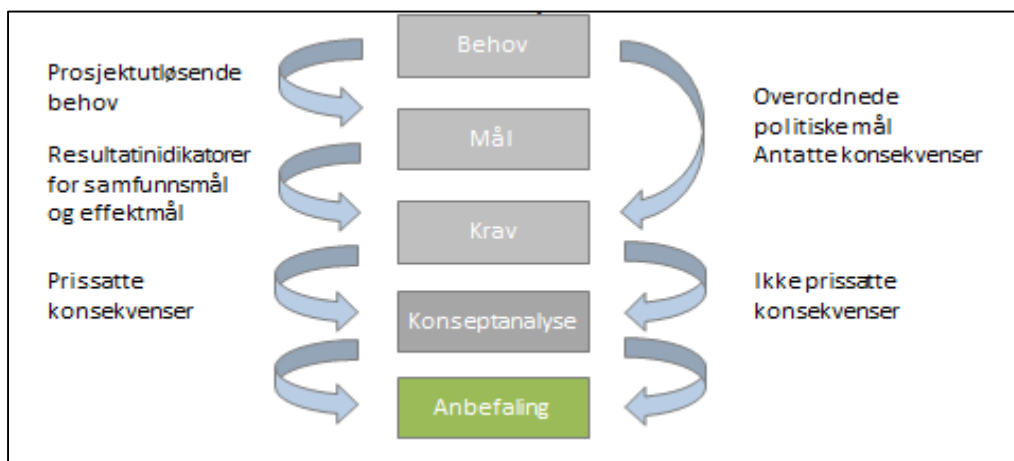 Behov
Prosjektutløsende
behov
Overordnede
politiske mål
Antatte konsekvenser
Mål
Resultatinidikatorer
for samfunnsmål
og effektmål
Krav
Prissatte
konsekvenser
Ikke prissatte
konsekvenser
Konseptanalyse
Anbefaling